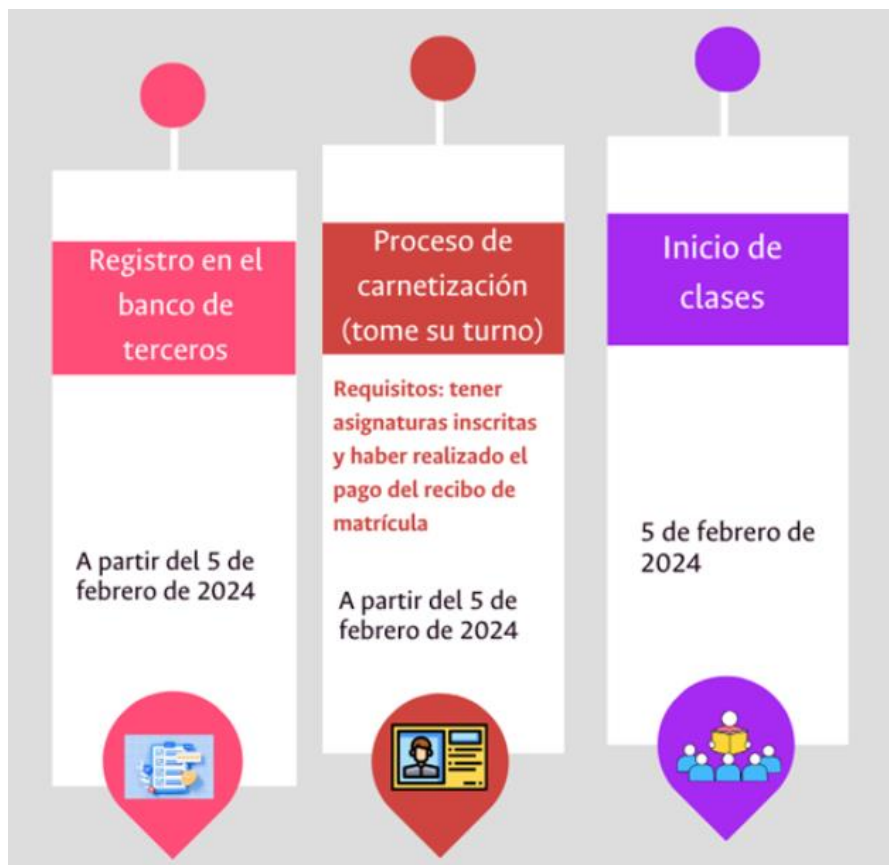 Registro en el
banco de
terceros
A partir del 5 de
febrero de 2024
Proceso de
carnetización
(tome su turno)
Requisitos: tener
asignaturas inscritas
y haber realizado el
pago del recibo de
matrícula
A partir del 5 de
febrero de 2024
Inicio de
clases
5 de febrero de
2024